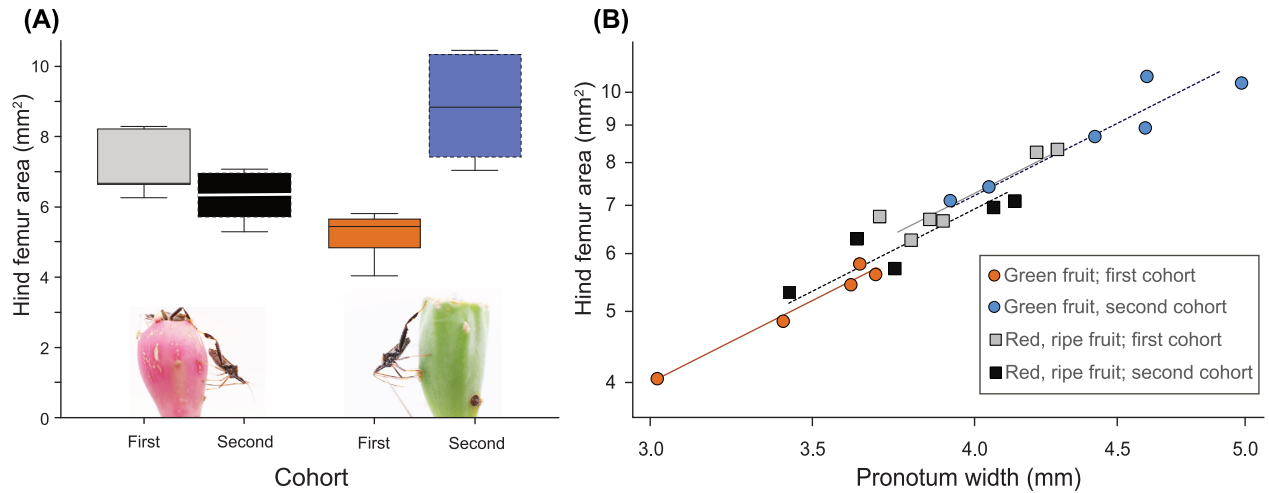 (A)
Hind femur area (mm²)
10
8
6
4
2
0
First
Second
First
Second
Cohort
(B)
Hind femur area (mm²)
10
9
8
7
6
5
4
3.0
3.5
4.0
4.5
5.0
Pronotum width (mm)
Green fruit; first cohort
Green fruit, second cohort
Red, ripe fruit; first cohort
Red, ripe fruit; second cohort